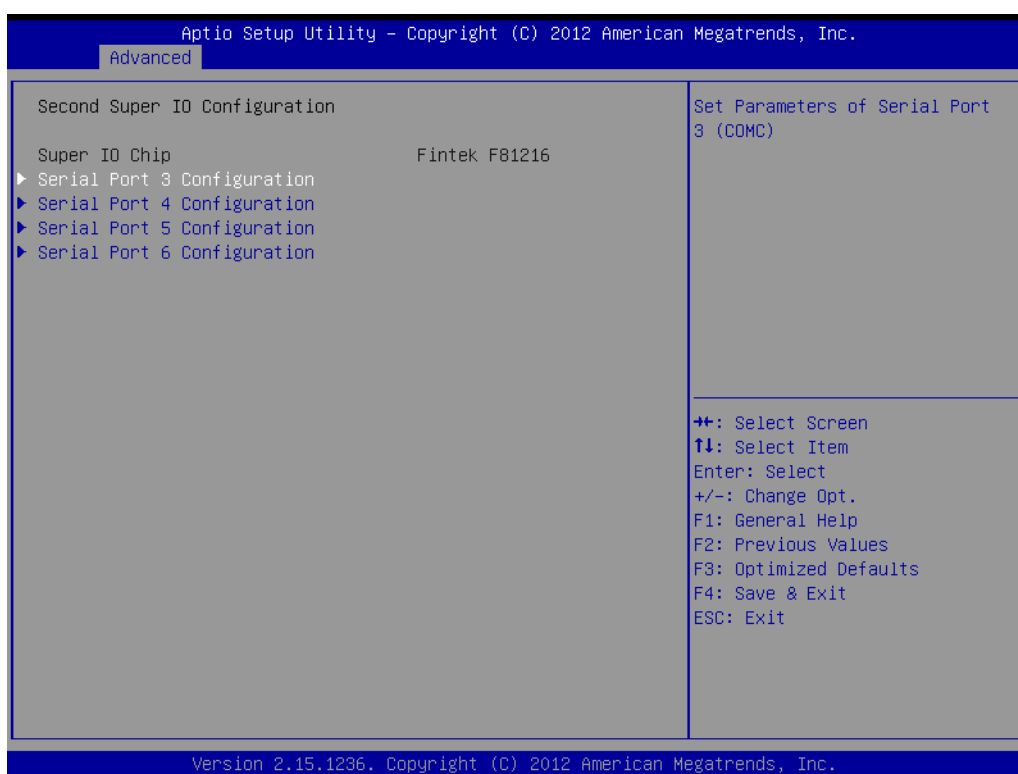 Aptio Setup Utility – Copyright (C) 2012 American Megatrends, Inc.
Advanced
Second Super IO Configuration
Super IO Chip Fintek F81216
▶ Serial Port 3 Configuration
▶ Serial Port 4 Configuration
▶ Serial Port 5 Configuration
▶ Serial Port 6 Configuration
Set Parameters of Serial Port
3 (COMC)
→←: Select Screen
↑↓: Select Item
Enter: Select
+/-: Change Opt.
F1: General Help
F2: Previous Values
F3: Optimized Defaults
F4: Save & Exit
ESC: Exit
Version 2.15.1236. Copyright (C) 2012 American Megatrends, Inc.